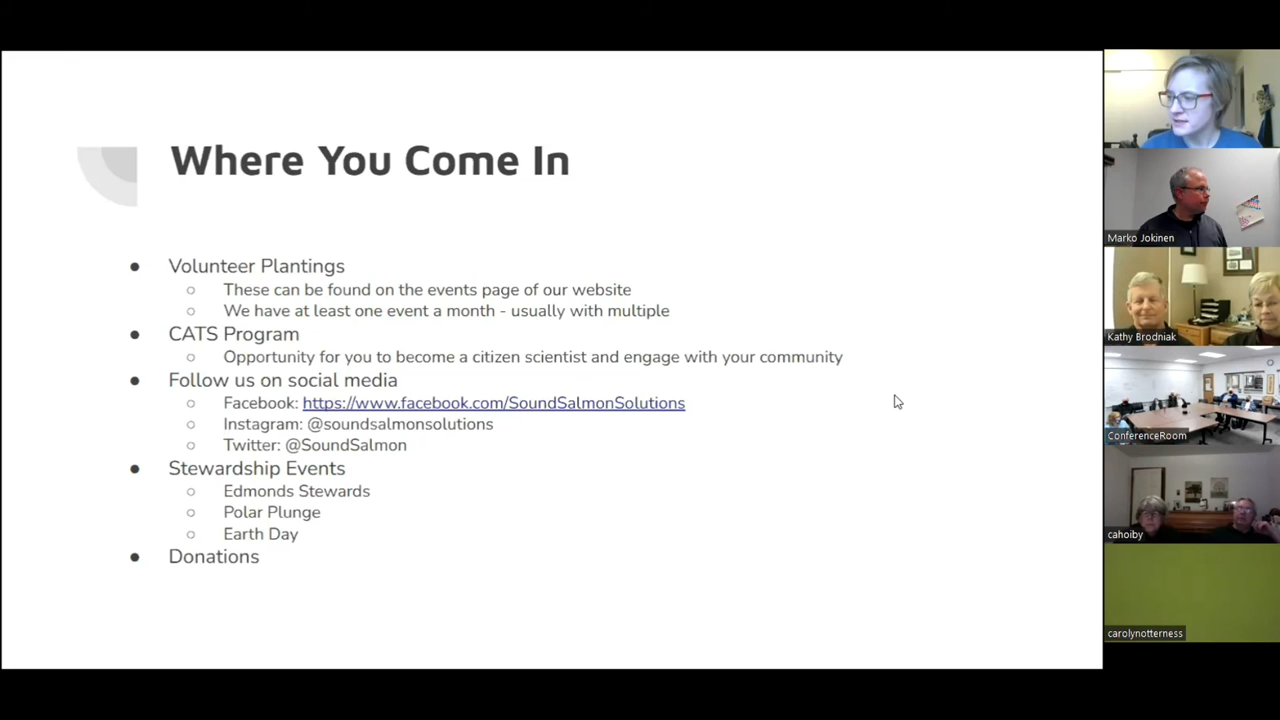 Where You Come In
Volunteer Plantings
These can be found on the events page of our website
We have at least one event a month - usually with multiple
CATS Program
Opportunity for you to become a citizen scientist and engage with your community
Follow us on social media
Facebook: https://www.facebook.com/SoundSalmonSolutions
Instagram: @soundsalmonsolutions
Twitter: @SoundSalmon
Stewardship Events
Edmonds Stewards
Polar Plunge
Earth Day
Donations
Marko Jokinen
Kathy Brodniak
ConferenceRoom
cahoiby
carolynotterness